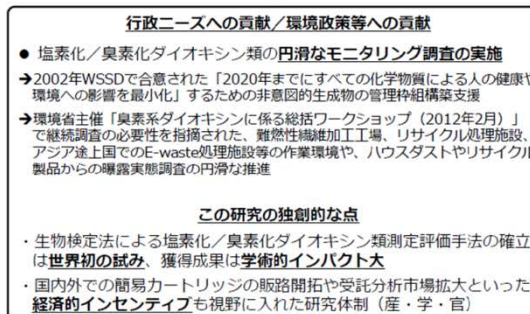 行政ニーズへの貢献／環境政策等への貢献
● 塩素化／臭素化ダイオキシン類の円滑なモニタリング調査の実施
➔2002年WSSDで合意された「2020年までにすべての化学物質による人の健康や
環境への影響を最小化」するための非意図的生成物の管理枠組構築支援
➔環境省主催「臭素系ダイオキシンに係る総括ワークショップ（2012年2月）」
で継続調査の必要性を指摘された、難燃性繊維加工工場、リサイクル処理施設、
アジア途上国でのE-waste処理施設等の作業環境や、ハウスダストやリサイクル
製品からの曝露実態調査の円滑な推進
この研究の独創的な点
・生物検定法による塩素化／臭素化ダイオキシン類測定評価手法の確立
は世界初の試み、獲得成果は学術的インパクト大
・国内外での簡易カートリッジの販路開拓や受託分析市場拡大といった
経済的インセンティブも視野に入れた研究体制（産・学・官）